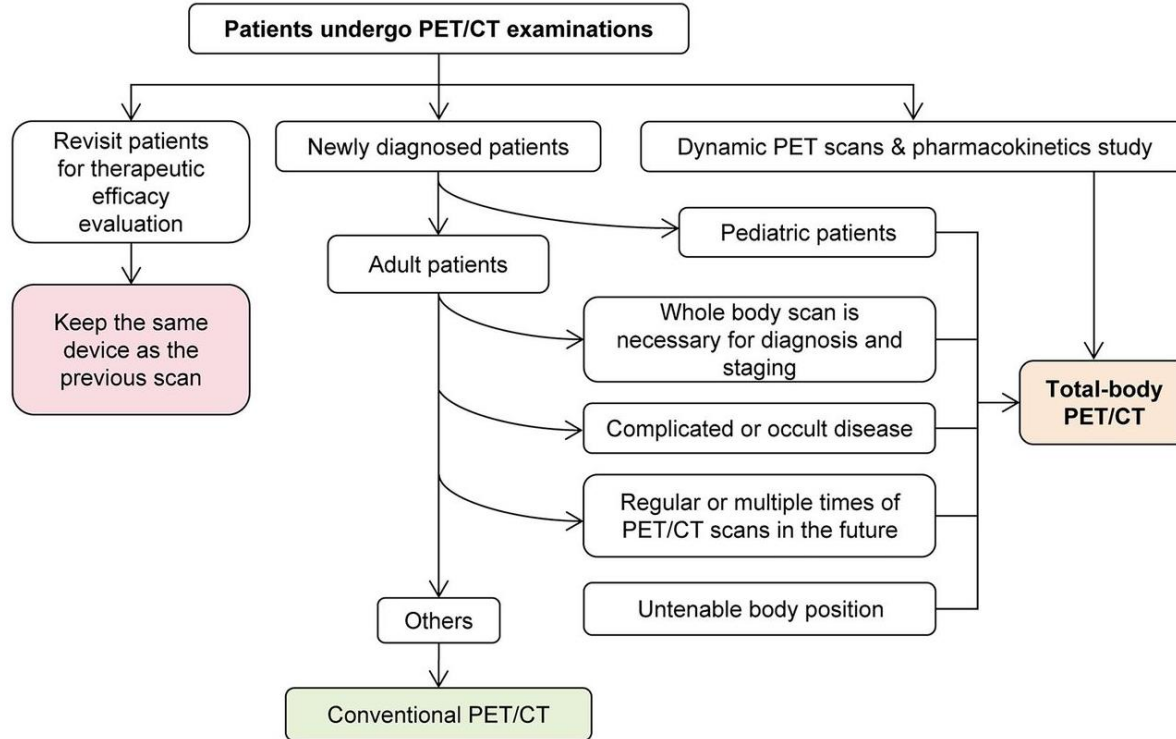 Patients undergo PET/CT examinations
Revisit patients
for therapeutic
efficacy
evaluation
Newly diagnosed patients
Dynamic PET scans & pharmacokinetics study
Pediatric patients
Adult patients
Keep the same
device as the
previous scan
Whole body scan is
necessary for diagnosis and
staging
Total-body
PET/CT
Complicated or occult disease
Regular or multiple times of
PET/CT scans in the future
Untenable body position
Others
Conventional PET/CT